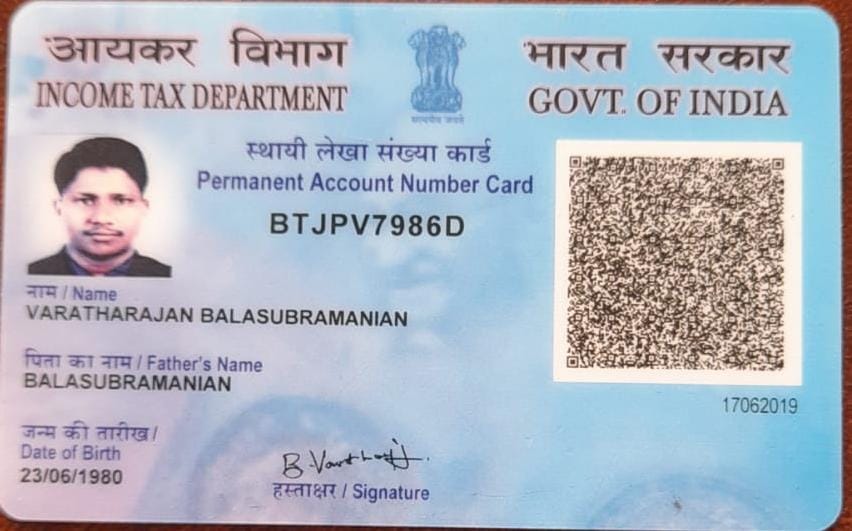 आयकर विभाग
INCOME TAX DEPARTMENT
भारत सरकार
GOVT. OF INDIA
सत्यमेव जयते
स्थायी लेखा संख्या कार्ड
Permanent Account Number Card
BTJPV7986D
नाम / Name
VARATHARAJAN BALASUBRAMANIAN
पिता का नाम / Father's Name
BALASUBRAMANIAN
17062019
जन्म की तारीख /
Date of Birth
23/06/1980
हस्ताक्षर / Signature